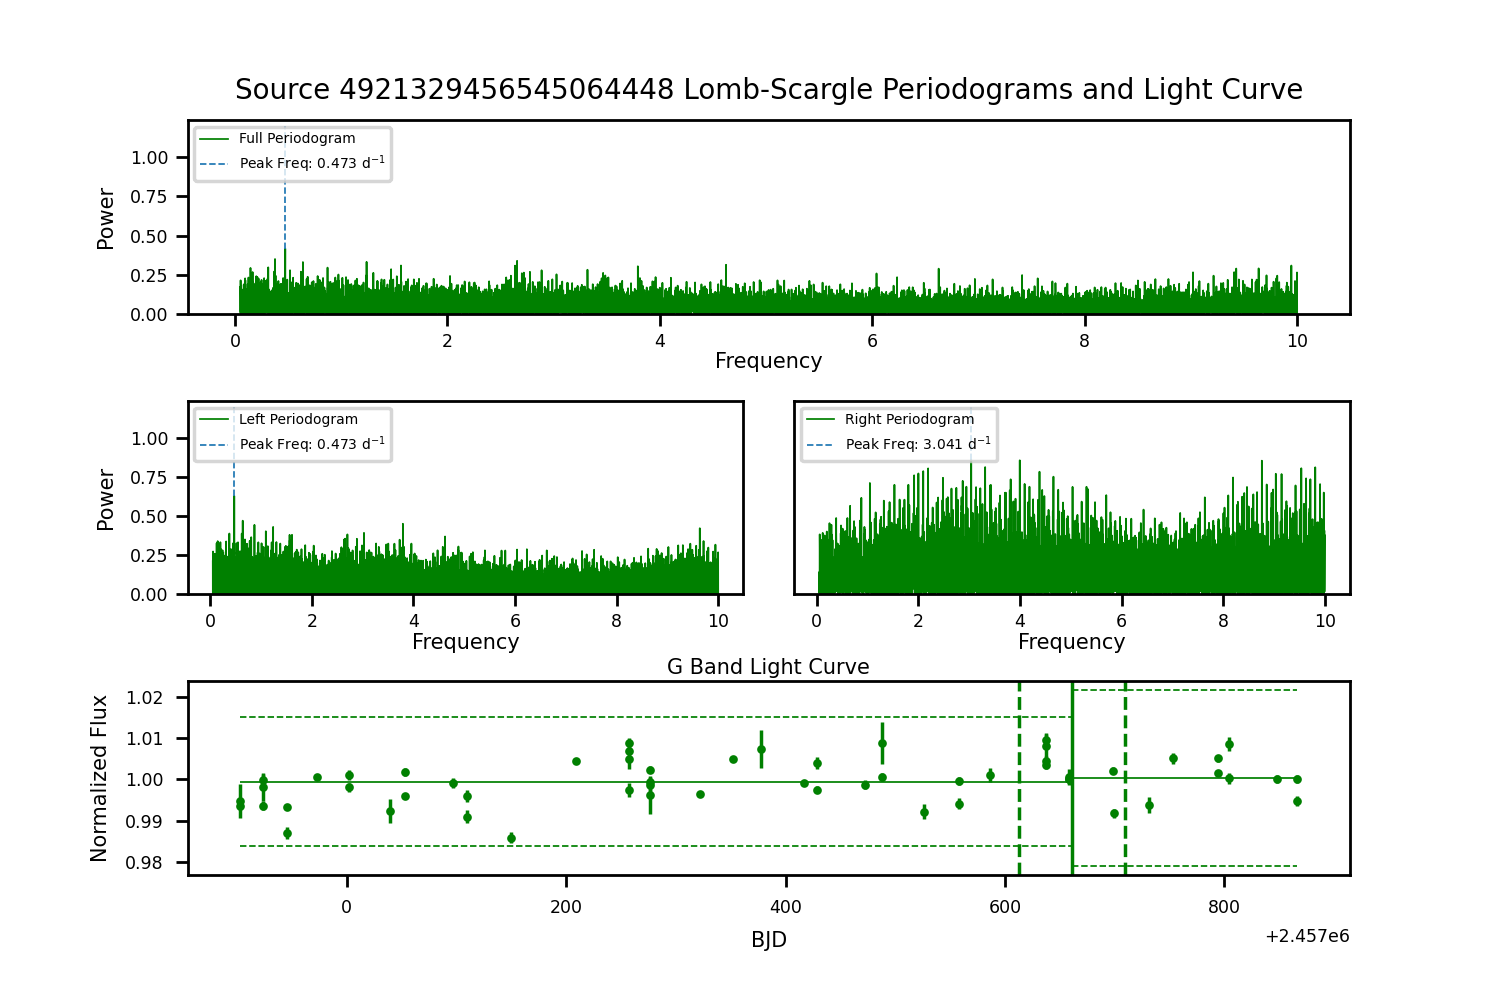 Source 4921329456545064448 Lomb-Scargle Periodograms and Light Curve
Full Periodogram
Peak Freq: 0.473 d⁻¹
Power
1.00
0.75
0.50
0.25
0.00
0 2 4 6 8 10
Frequency
Left Periodogram
Peak Freq: 0.473 d⁻¹
Power
1.00
0.75
0.50
0.25
0.00
0 2 4 6 8 10
Frequency
Right Periodogram
Peak Freq: 3.041 d⁻¹
0 2 4 6 8 10
Frequency
G Band Light Curve
Normalized Flux
1.02
1.01
1.00
0.99
0.98
0 200 400 600 800
BJD
+2.457e6